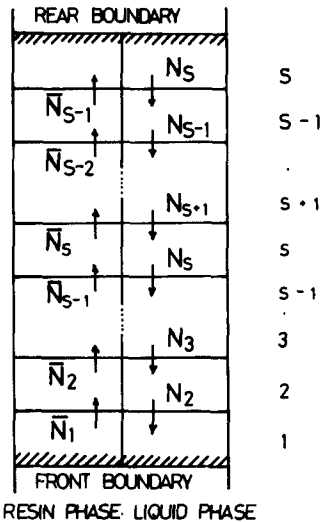 REAR BOUNDARY
N_S S
N̄_S-1 N_S-1 S-1
N̄_S-2 .
N_S+1 S+1
N̄_S N_S S
N̄_S-1 S-1
.
N_3 3
N̄_2 N_2 2
N̄_1 1
FRONT BOUNDARY
RESIN PHASE· LIQUID PHASE